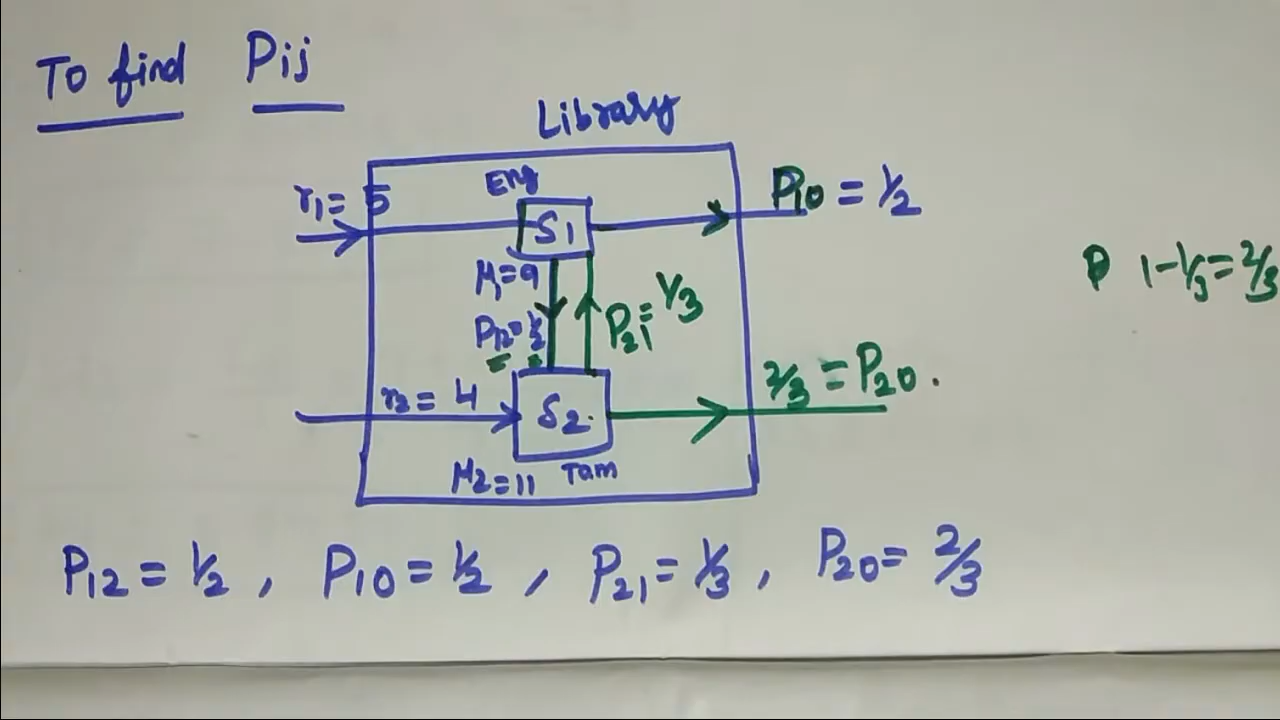 To find Pij
Library
r1 = 5
Eng
S1
P10 = 1/2
μ1 = 9
P12 = 1/2
P21 = 1/3
P 1 - 1/3 = 2/3
r2 = 4
S2.
2/3 = P20.
μ2 = 11
Tam
P12 = 1/2 , P10 = 1/2 , P21 = 1/3 , P20 = 2/3